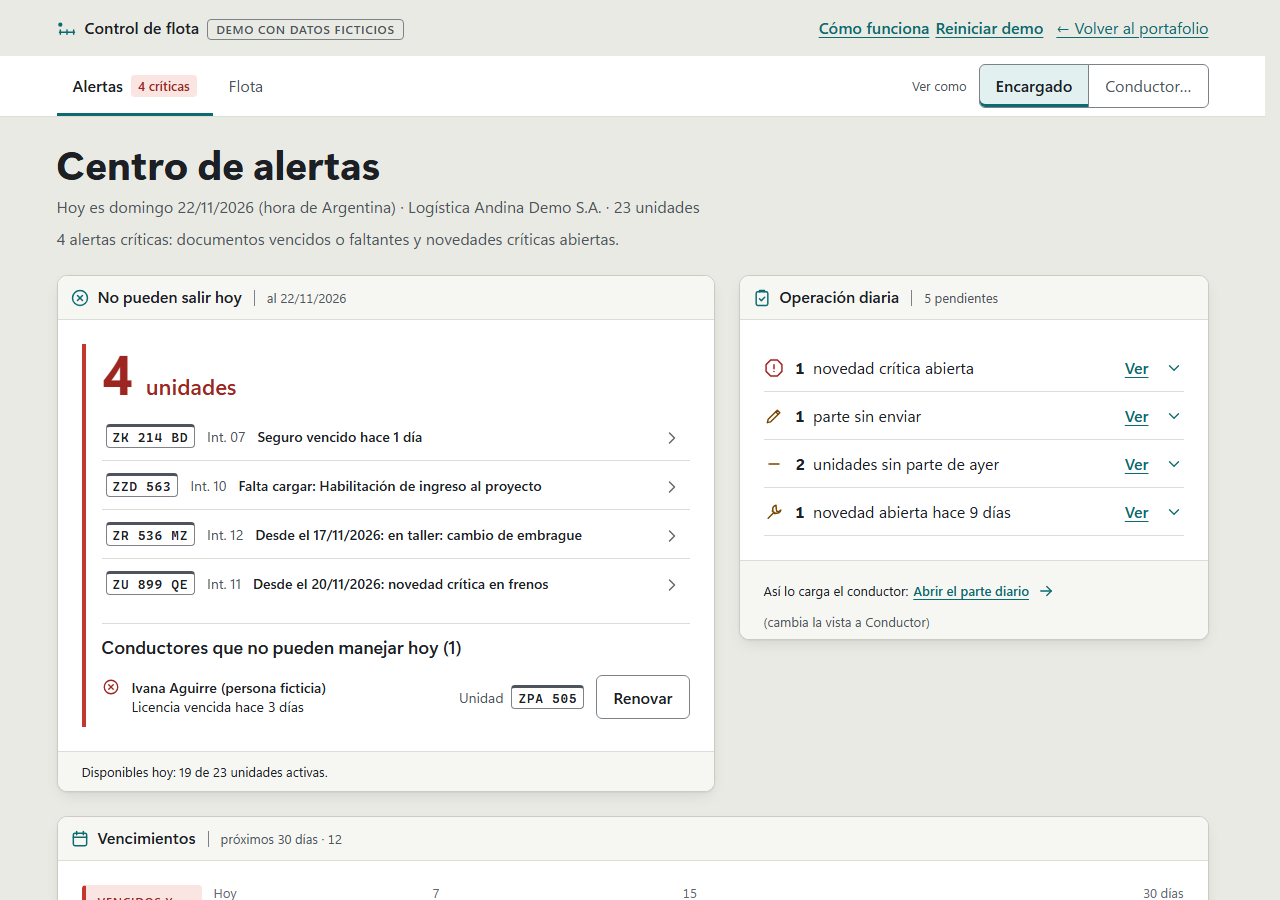 Control de flota DEMO CON DATOS FICTICIOS
Cómo funciona Reiniciar demo ← Volver al portafolio
Alertas 4 críticas Flota
Ver como Encargado Conductor...
Centro de alertas
Hoy es domingo 22/11/2026 (hora de Argentina) · Logística Andina Demo S.A. · 23 unidades
4 alertas críticas: documentos vencidos o faltantes y novedades críticas abiertas.
No pueden salir hoy al 22/11/2026
4 unidades
ZK 214 BD Int. 07 Seguro vencido hace 1 día
ZZD 563 Int. 10 Falta cargar: Habilitación de ingreso al proyecto
ZR 536 MZ Int. 12 Desde el 17/11/2026: en taller: cambio de embrague
ZU 899 QE Int. 11 Desde el 20/11/2026: novedad crítica en frenos
Conductores que no pueden manejar hoy (1)
Ivana Aguirre (persona ficticia)
Licencia vencida hace 3 días
Unidad ZPA 505 Renovar
Disponibles hoy: 19 de 23 unidades activas.
Operación diaria 5 pendientes
1 novedad crítica abierta Ver
1 parte sin enviar Ver
2 unidades sin parte de ayer Ver
1 novedad abierta hace 9 días Ver
Así lo carga el conductor: Abrir el parte diario →
(cambia la vista a Conductor)
Vencimientos próximos 30 días · 12
Hoy 7 15 30 días
VENCIDOS Y